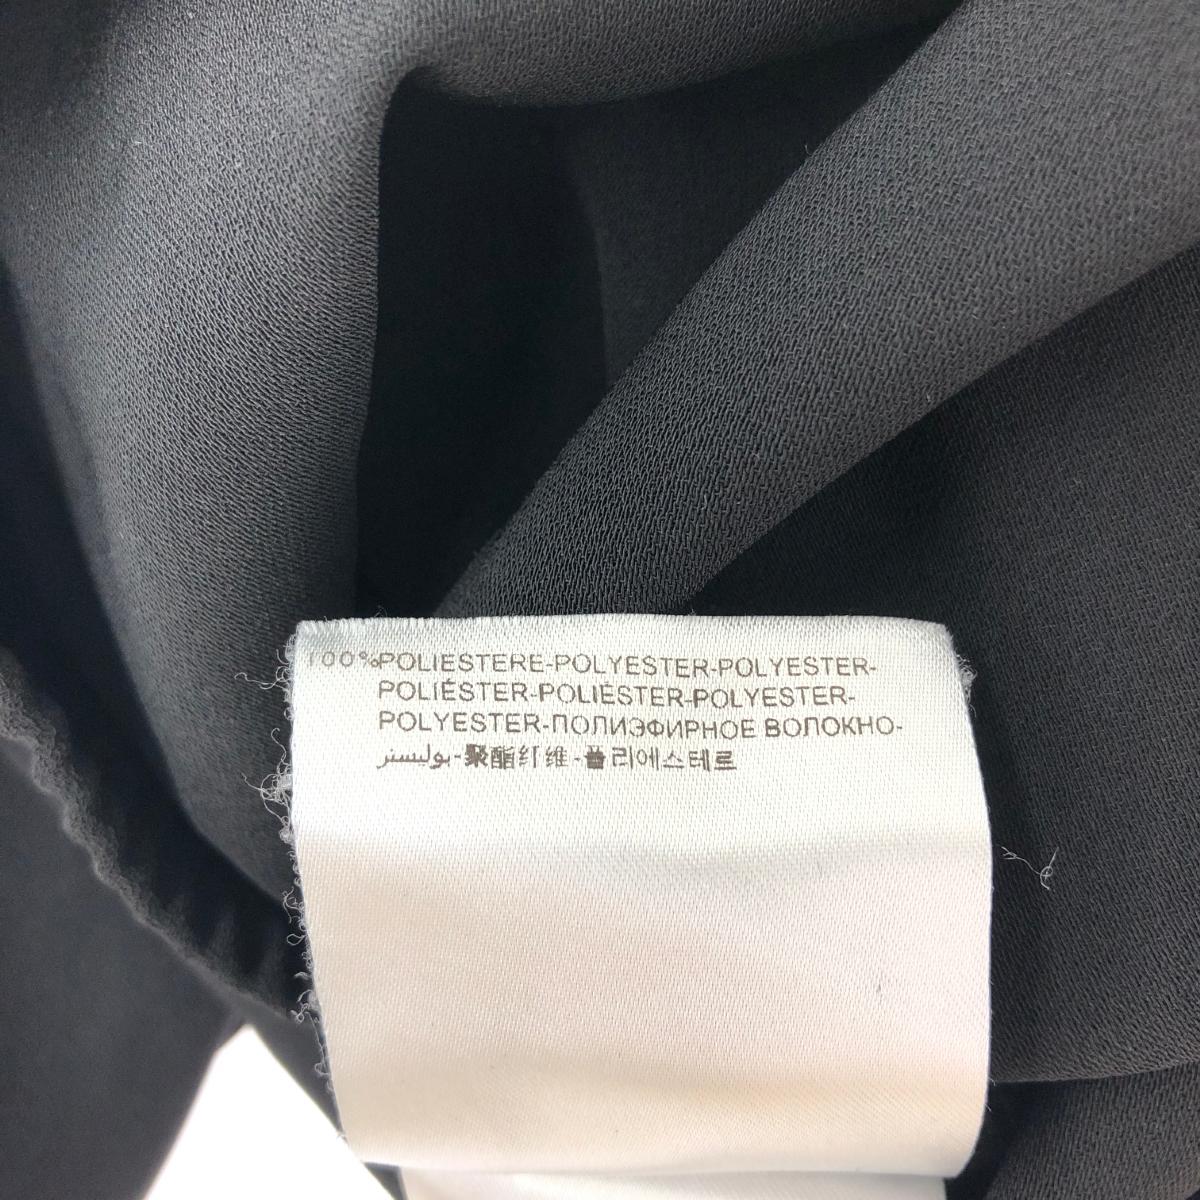 100%POLIESTERE-POLYESTER-POLYESTER-
POLIÉSTER-POLIÉSTER-POLYESTER-
POLYESTER-ПОЛИЭФИРНОЕ ВОЛОКНО-
بوليستر-聚酯纤维-폴리에스테르